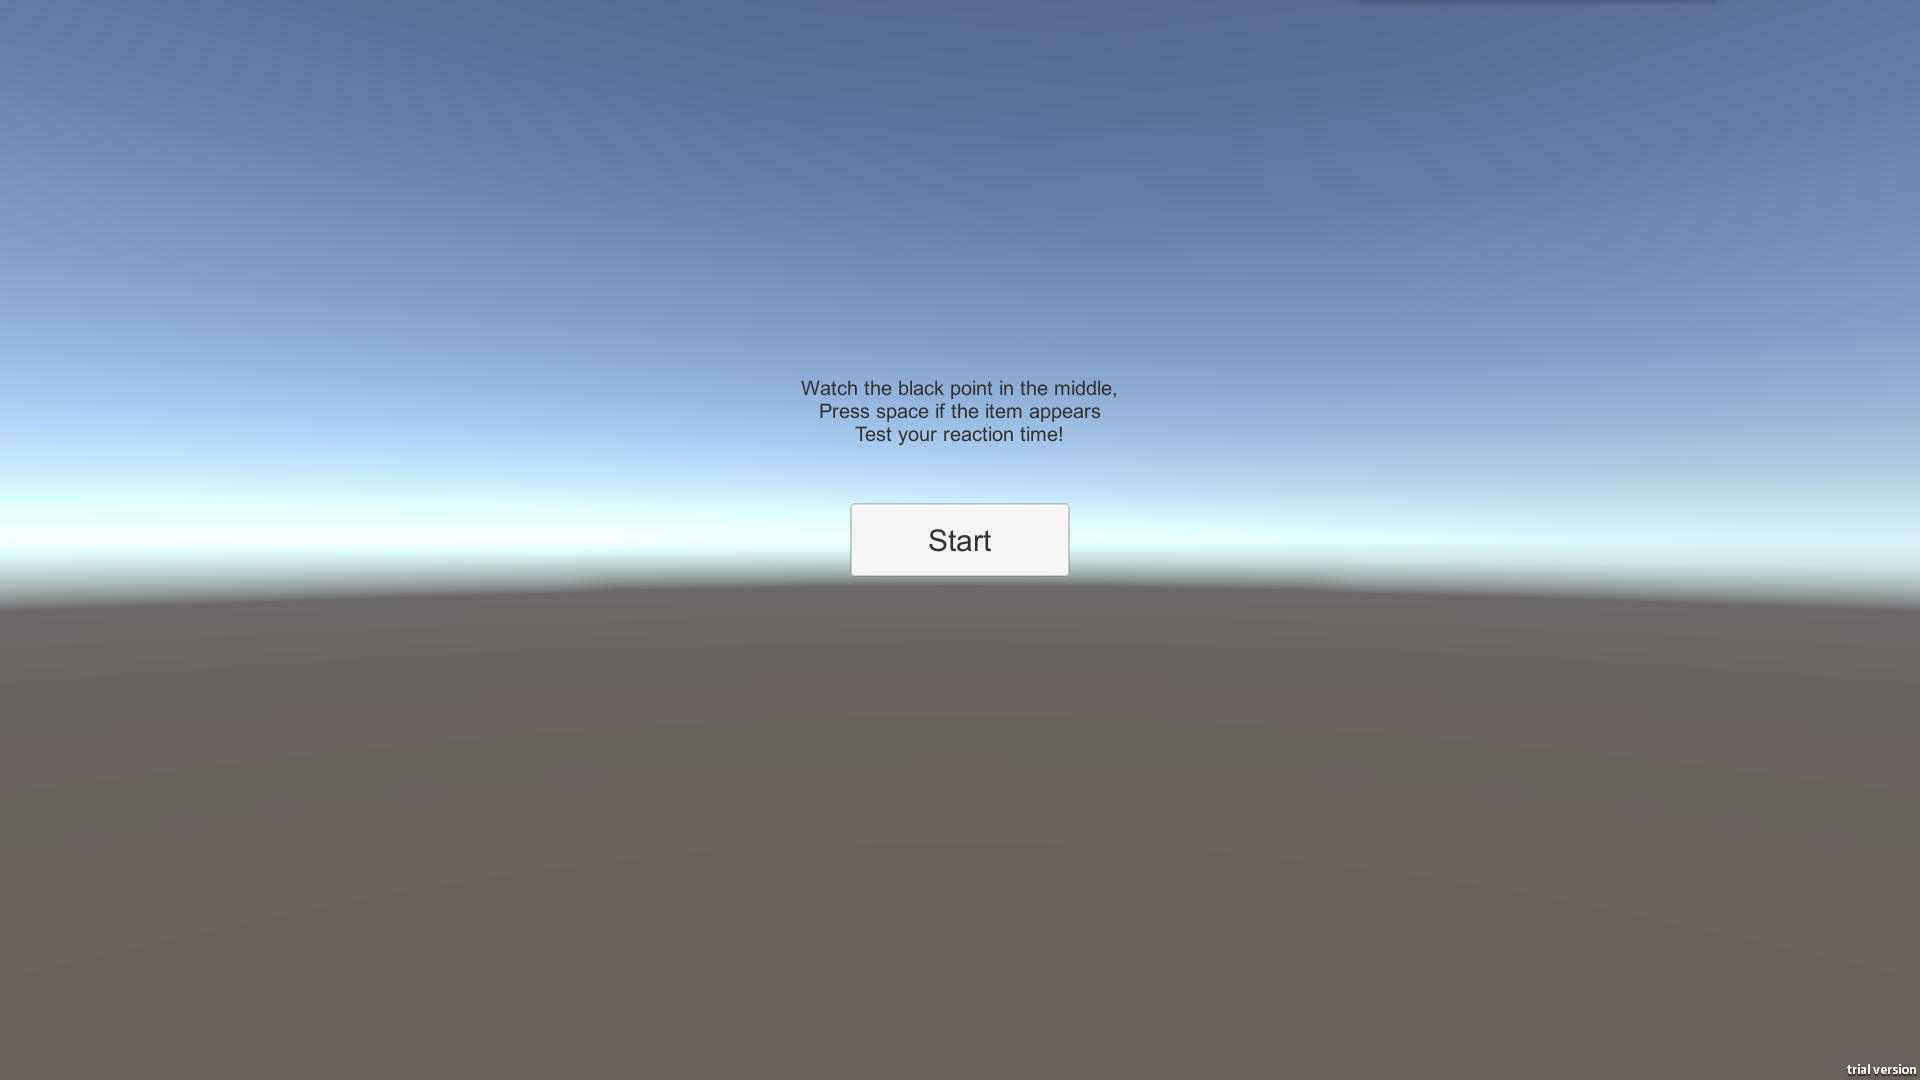 Watch the black point in the middle,
Press space if the item appears
Test your reaction time!
Start
trial version